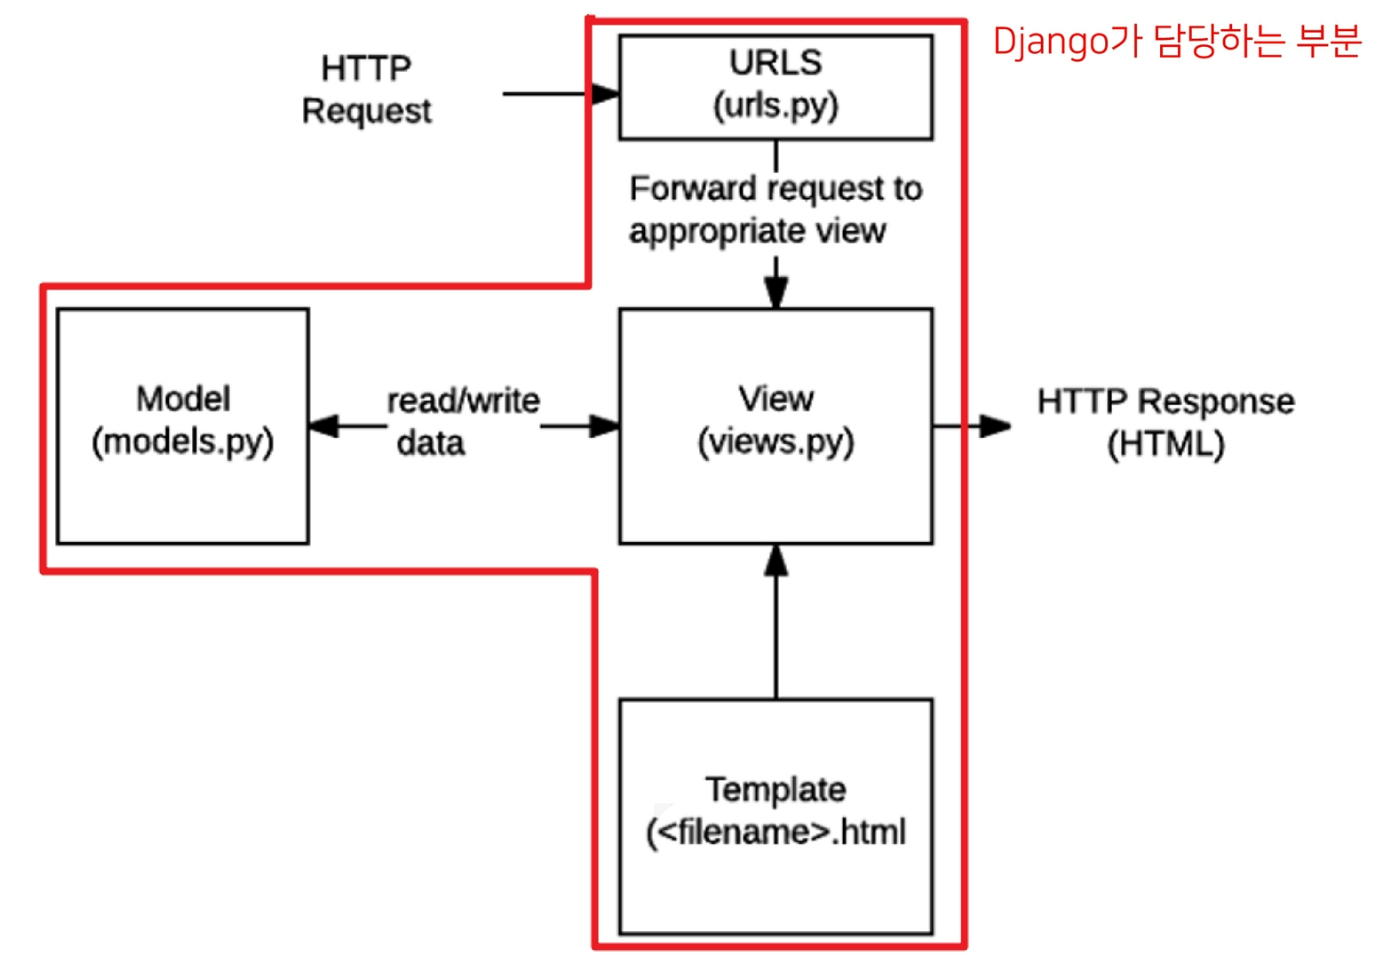 Django가 담당하는 부분
HTTP
Request
URLS
(urls.py)
Forward request to
appropriate view
Model
(models.py)
read/write
data
View
(views.py)
HTTP Response
(HTML)
Template
(<filename>.html